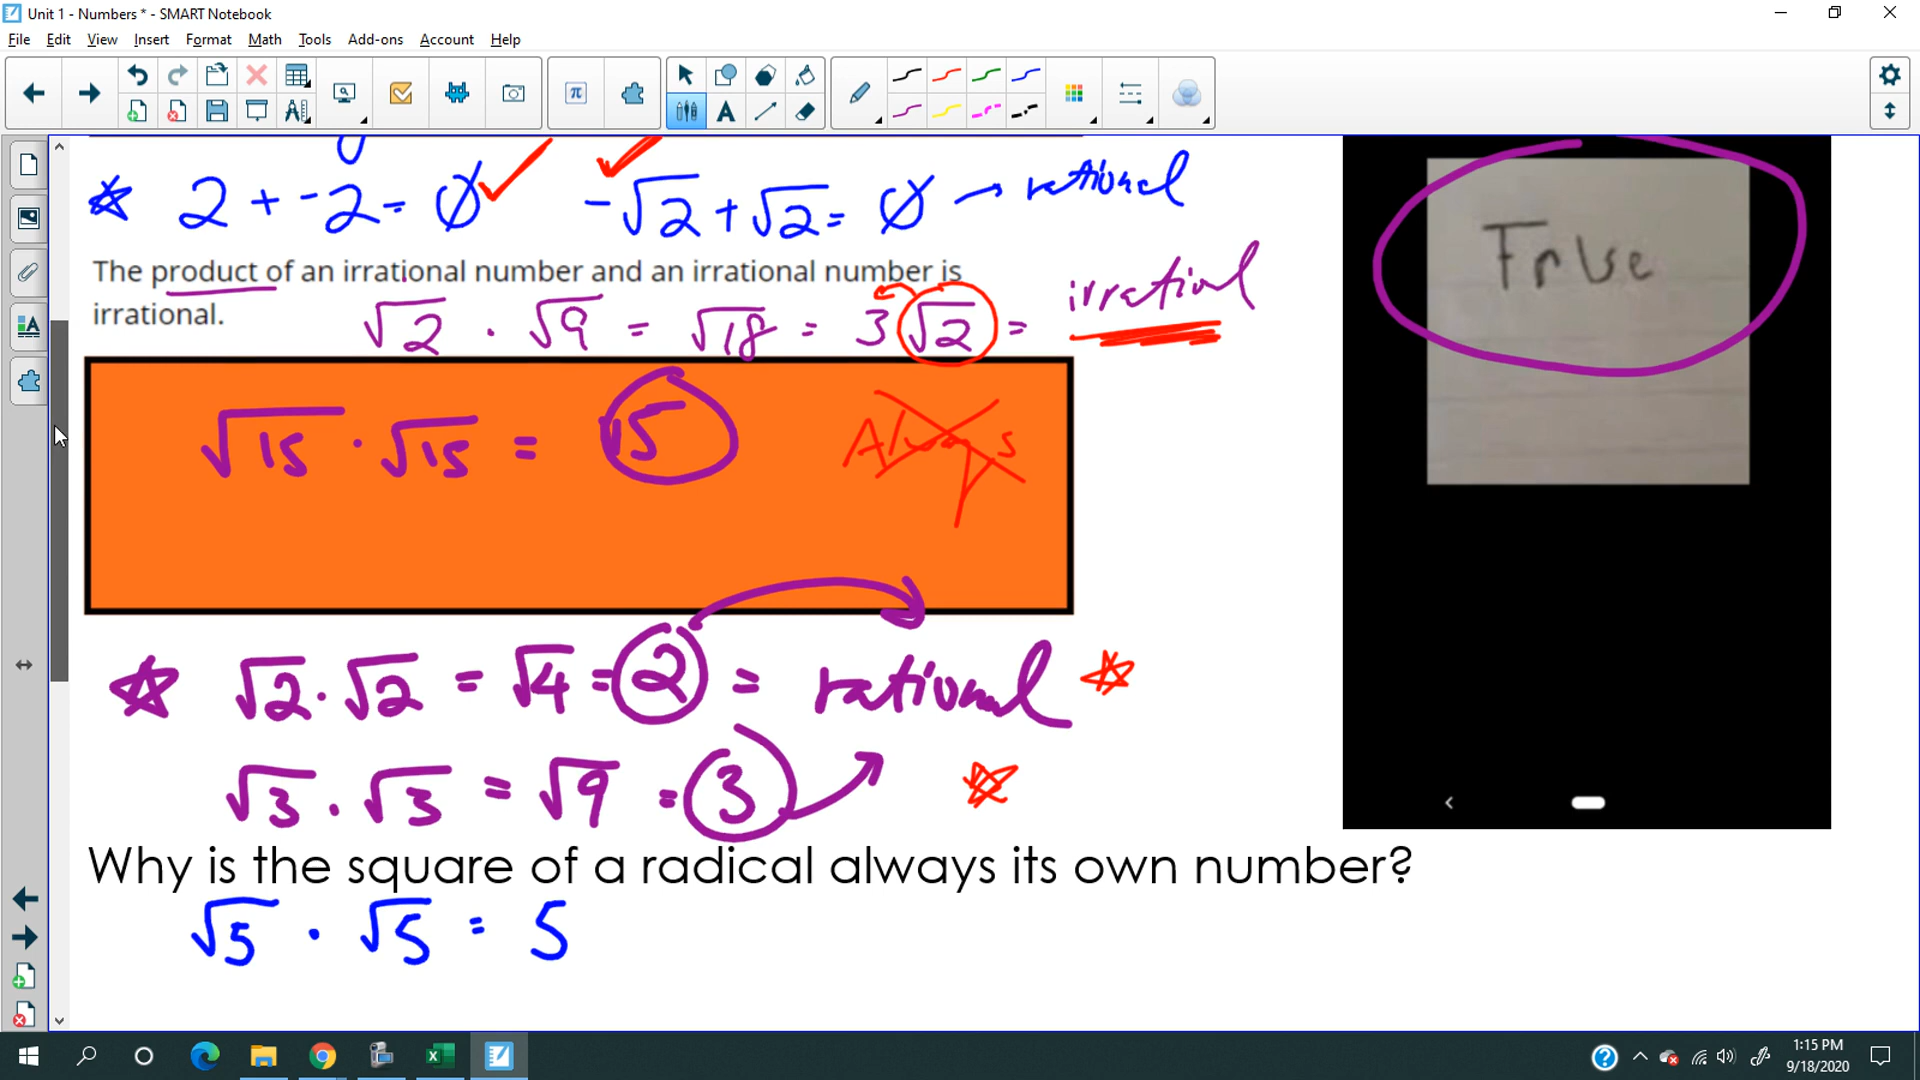 Unit 1 - Numbers * - SMART Notebook
File Edit View Insert Format Math Tools Add-ons Account Help
2 + -2 = ∅ -√2 + √2 = ∅ → rational
The product of an irrational number and an irrational number is
irrational.
√2 · √9 = √18 = 3√2 = irrational
√15 · √15 = 15 Always
√2 · √2 = √4 = 2 = rational
√3 · √3 = √9 = 3
Why is the square of a radical always its own number?
√5 · √5 = 5
1:15 PM
9/18/2020